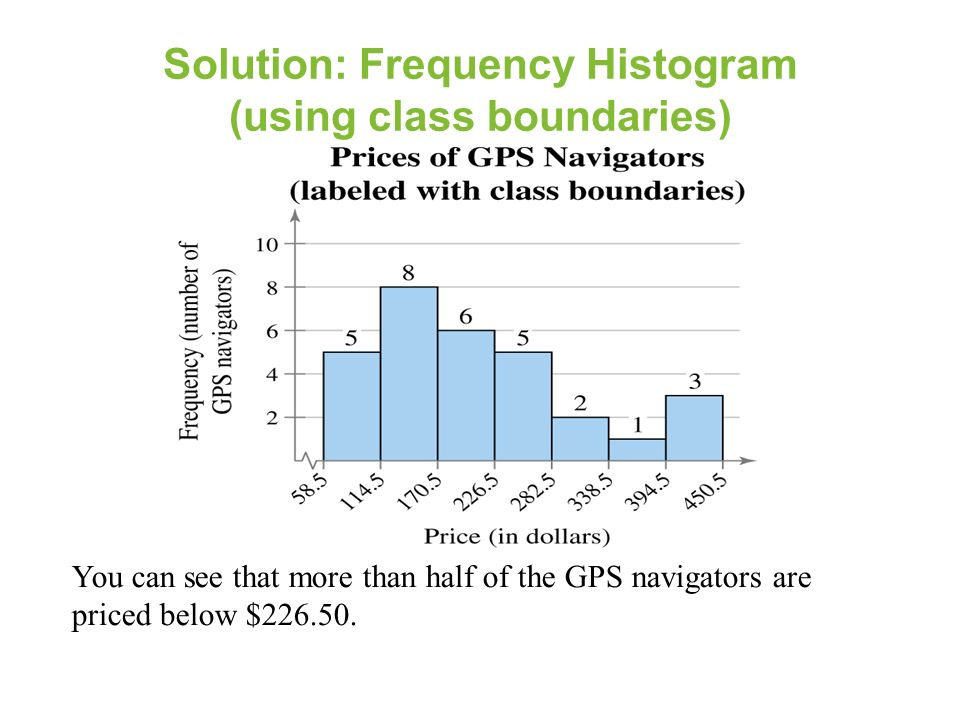 Solution: Frequency Histogram
(using class boundaries)
Prices of GPS Navigators
(labeled with class boundaries)
Frequency (number of
GPS navigators)
10
8
6
4
2
5
8
6
5
2
1
3
58.5
114.5
170.5
226.5
282.5
338.5
394.5
450.5
Price (in dollars)
You can see that more than half of the GPS navigators are
priced below $226.50.